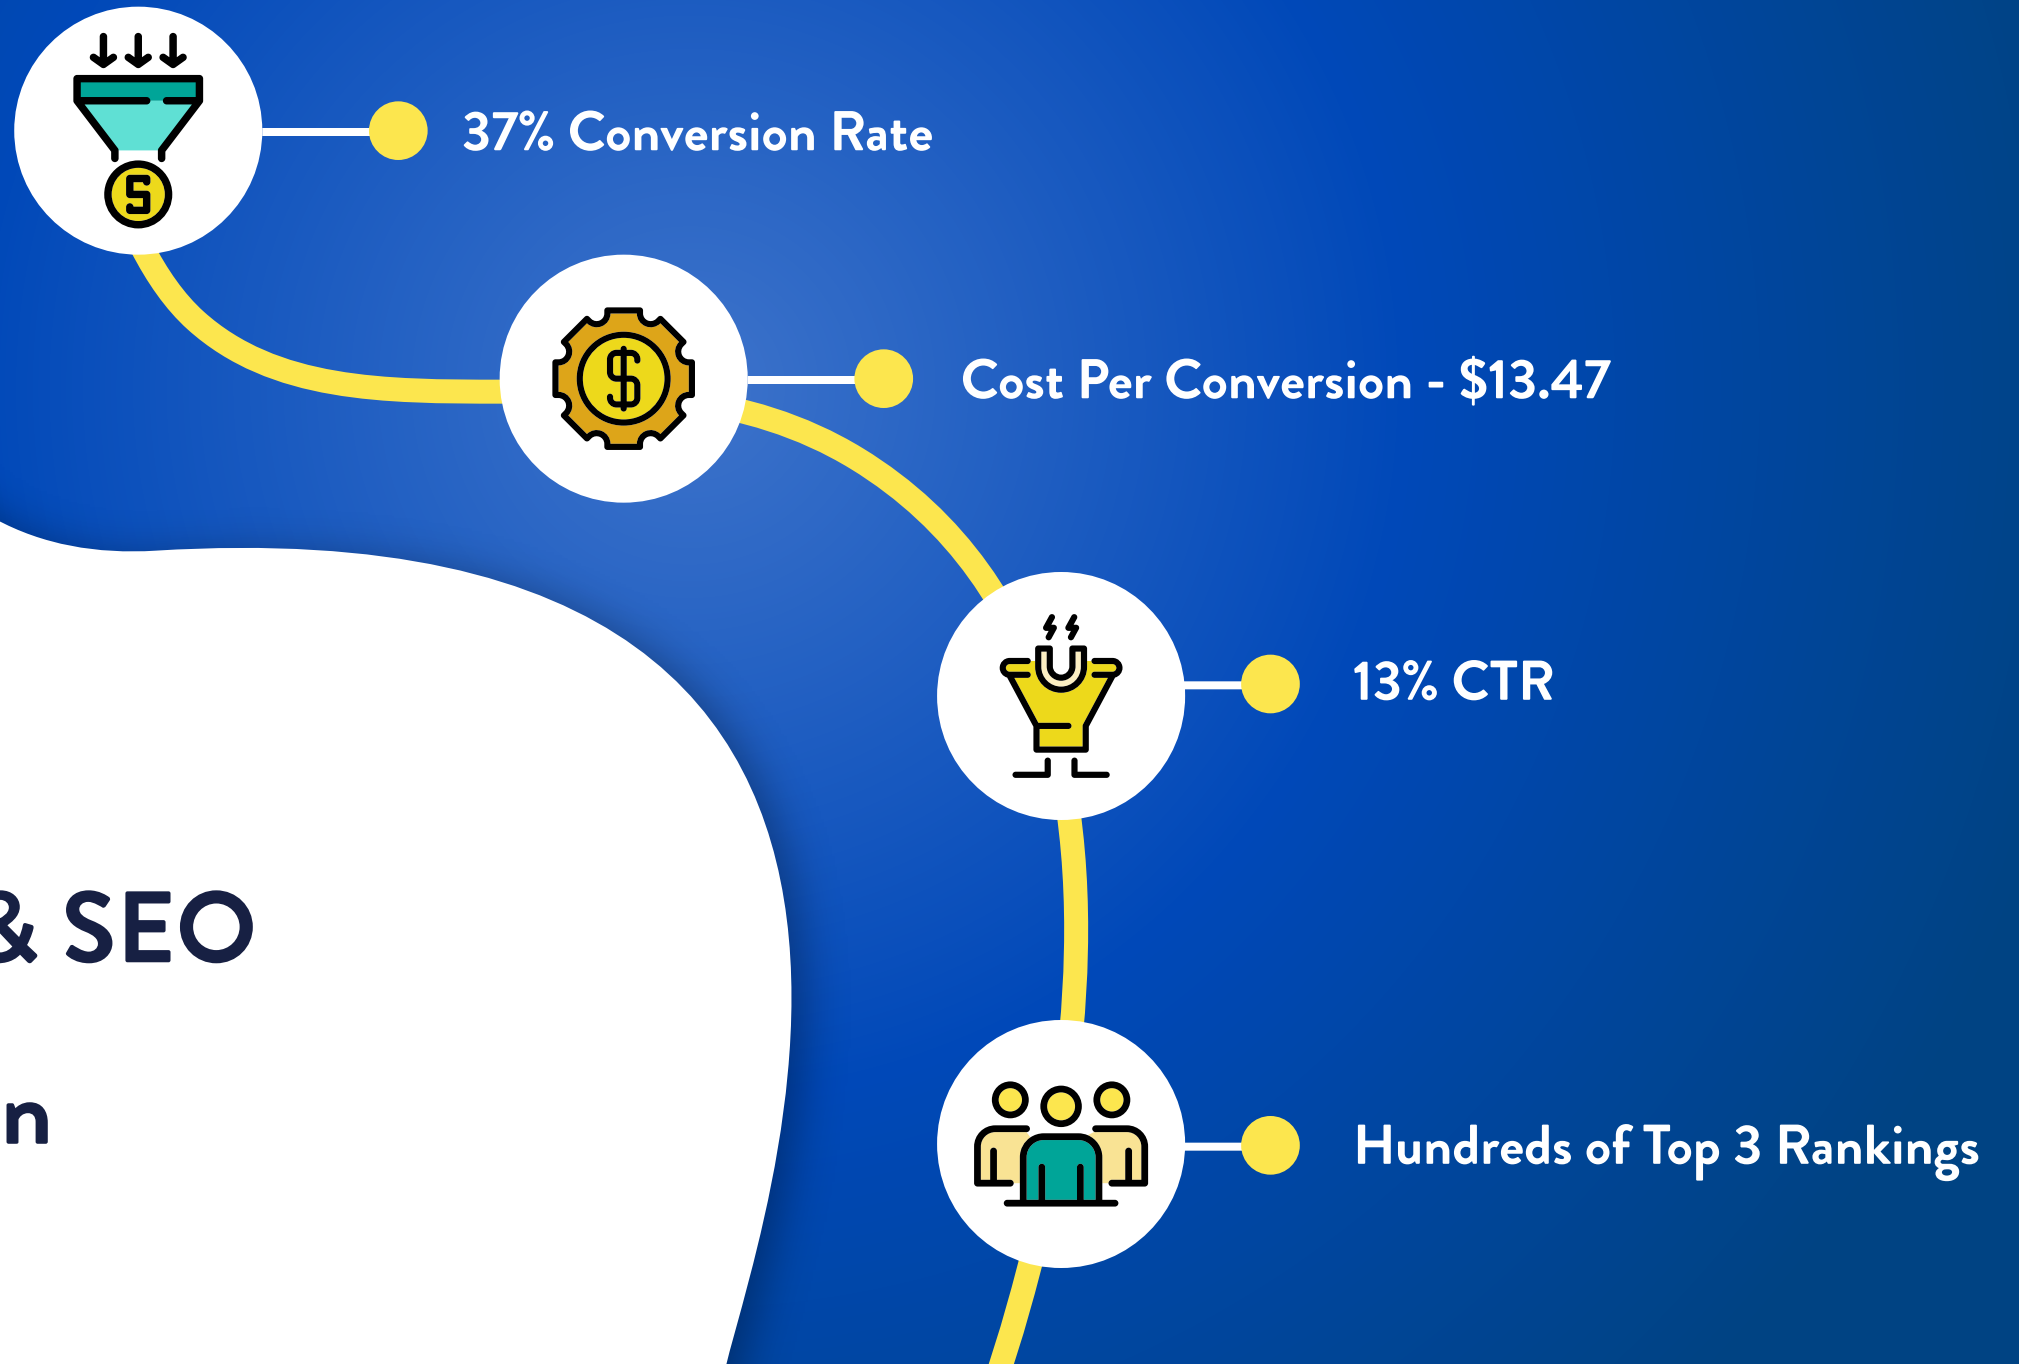 37% Conversion Rate
Cost Per Conversion - $13.47
13% CTR
& SEO
n
Hundreds of Top 3 Rankings